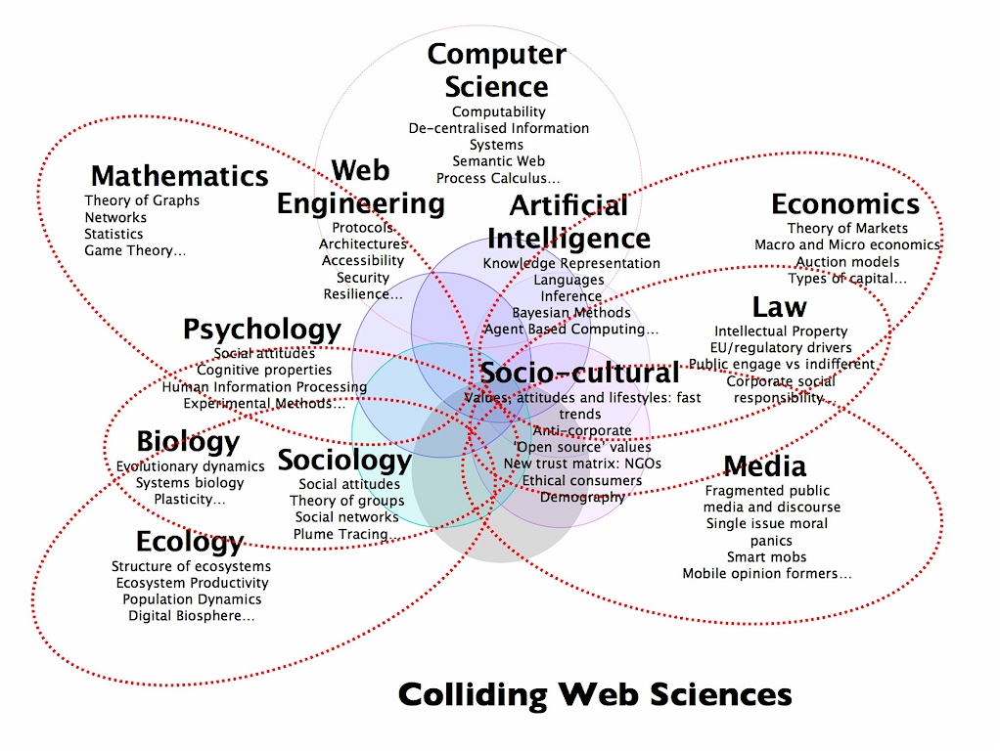 Computer
Science
Computability
De-centralised Information
Systems
Semantic Web
Process Calculus...
Mathematics
Theory of Graphs
Networks
Statistics
Game Theory...
Web
Engineering
Protocols
Architectures
Accessibility
Security
Resilience...
Artificial
Intelligence
Knowledge Representation
Languages
Inference
Bayesian Methods
Agent Based Computing...
Economics
Theory of Markets
Macro and Micro economics
Auction models
Types of capital...
Law
Intellectual Property
EU/regulatory drivers
Public engage vs indifferent
Corporate social
responsibility...
Psychology
Social attitudes
Cognitive properties
Human Information Processing
Experimental Methods...
Socio-cultural
Values, attitudes and lifestyles: fast
trends
Anti-corporate
'Open source' values
New trust matrix: NGOs
Ethical consumers
Demography
Biology
Evolutionary dynamics
Systems biology
Plasticity...
Sociology
Social attitudes
Theory of groups
Social networks
Plume Tracing...
Media
Fragmented public
media and discourse
Single issue moral
panics
Smart mobs
Mobile opinion formers...
Ecology
Structure of ecosystems
Ecosystem Productivity
Population Dynamics
Digital Biosphere...
Colliding Web Sciences